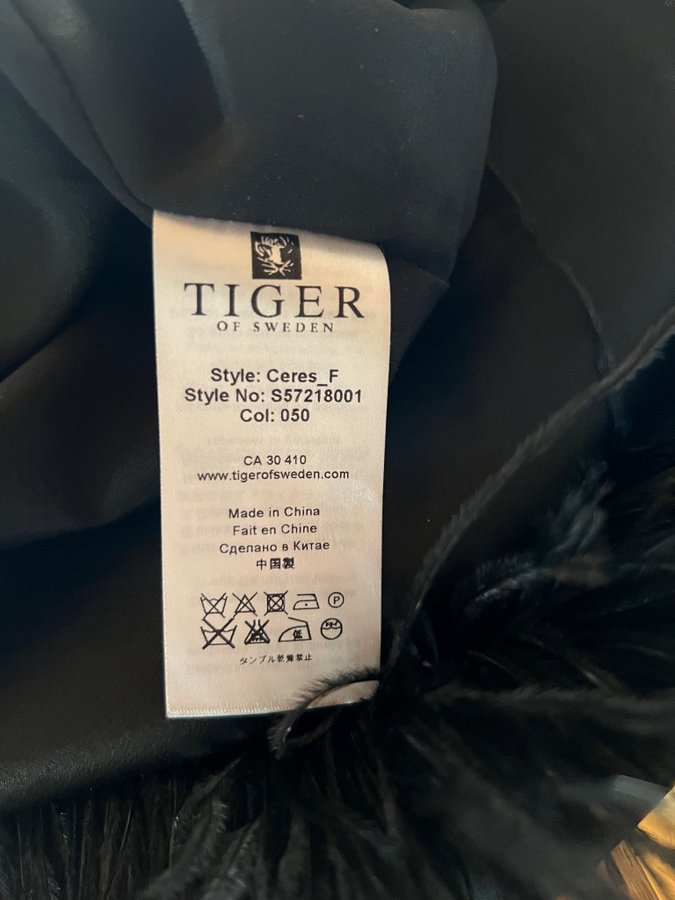 TIGER
OF SWEDEN
Style: Ceres_F
Style No: S57218001
Col: 050
CA 30 410
www.tigerofsweden.com
Made in China
Fait en Chine
Сделано в Китае
中国製
P
低
タンブル乾燥禁止